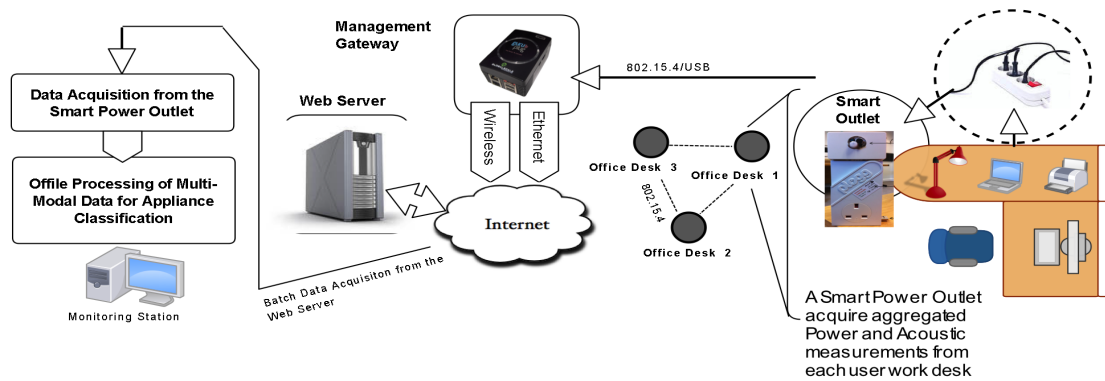 Management
Gateway
802.15.4/USB
Data Acquisition from the
Smart Power Outlet
Web Server
Wireless
Ethernet
Smart
Outlet
Offile Processing of Multi-
Modal Data for Appliance
Classification
Office Desk 3
Office Desk 1
802.15.4
Office Desk 2
Internet
Monitoring Station
Batch Data Acquisiton from the
Web Server
A Smart Power Outlet
acquire aggregated
Power and Acoustic
measurements from
each user work desk